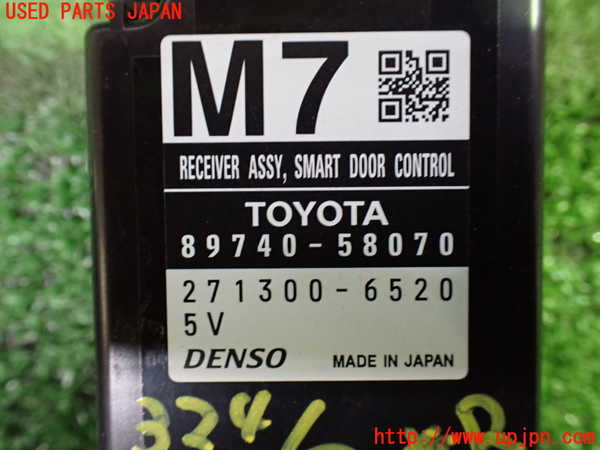 USED PARTS JAPAN
M7
RECEIVER ASSY, SMART DOOR CONTROL
TOYOTA
89740-58070
271300-6520
5V
DENSO MADE IN JAPAN
324/
http://www.upjpn.com